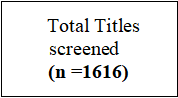 Total Titles
screened
(n =1616)